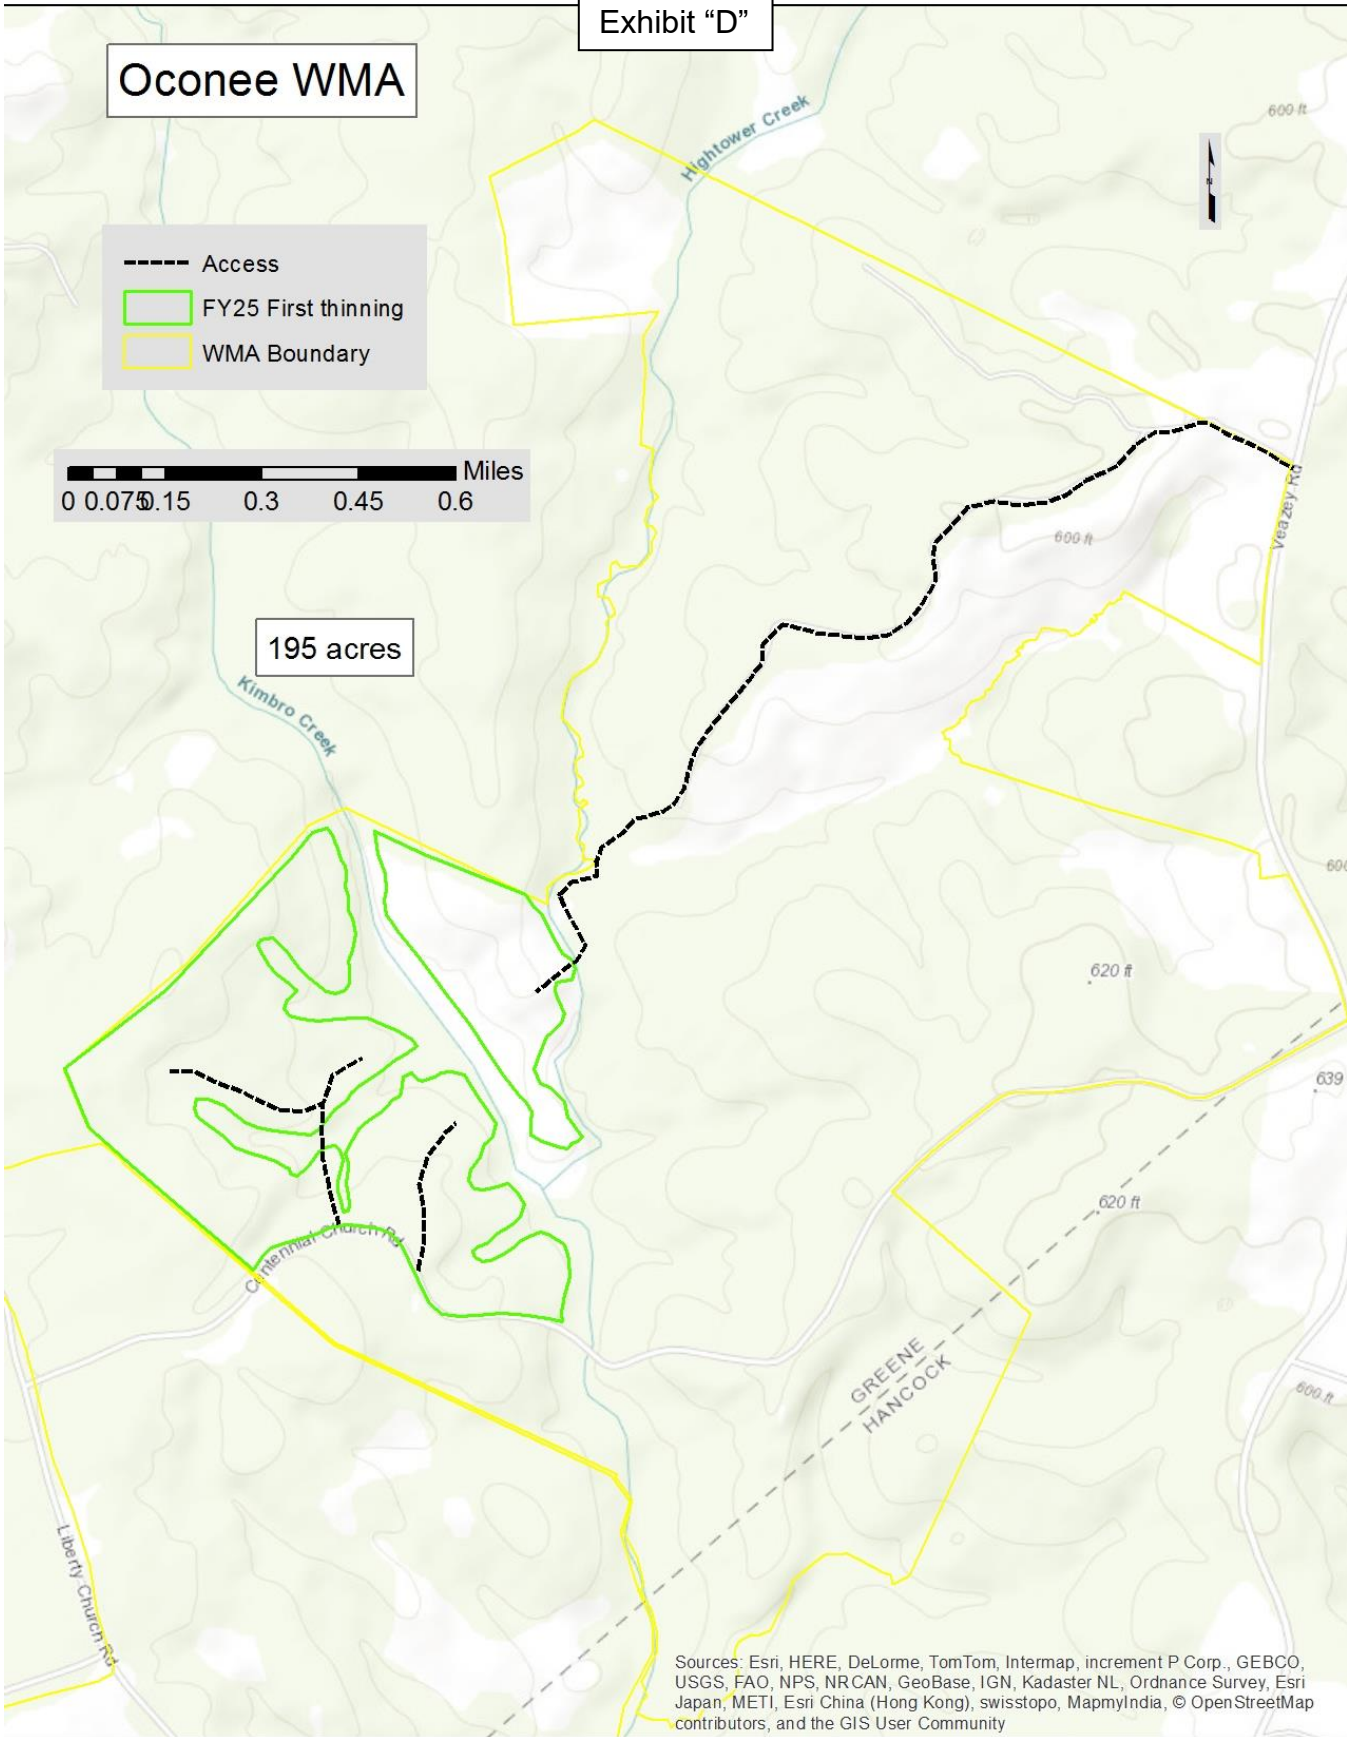 Exhibit “D”
Oconee WMA
Hightower Creek
600 ft
N
Access
FY25 First thinning
WMA Boundary
Miles
0 0.075 0.15 0.3 0.45 0.6
Veazey Rd
600 ft
195 acres
Kimbro Creek
600
620 ft
639
620 ft
Centennial Church Rd
GREENE
HANCOCK
600 ft
Liberty Church Rd
Sources: Esri, HERE, DeLorme, TomTom, Intermap, increment P Corp., GEBCO,
USGS, FAO, NPS, NRCAN, GeoBase, IGN, Kadaster NL, Ordnance Survey, Esri
Japan, METI, Esri China (Hong Kong), swisstopo, MapmyIndia, © OpenStreetMap
contributors, and the GIS User Community